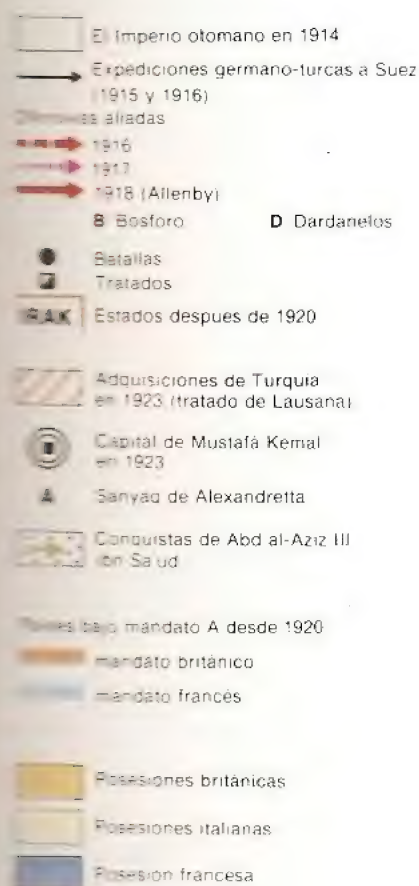 El Imperio otomano en 1914
Expediciones germano-turcas a Suez
(1915 y 1916)
aliadas
1916
1917
1918 (Allenby)
B Bosforo D Dardanelos
Batallas
Tratados
IRAK Estados despues de 1920
Adquisiciones de Turquia
en 1923 (tratado de Lausana)
Capital de Mustafá Kemal
en 1923
A Sanyaq de Alexandretta
Conquistas de Abd al-Aziz III
ibn Sa'ud
bajo mandato A desde 1920
mandato británico
mandato francés
Posesiones británicas
Posesiones italianas
Posesión francesa